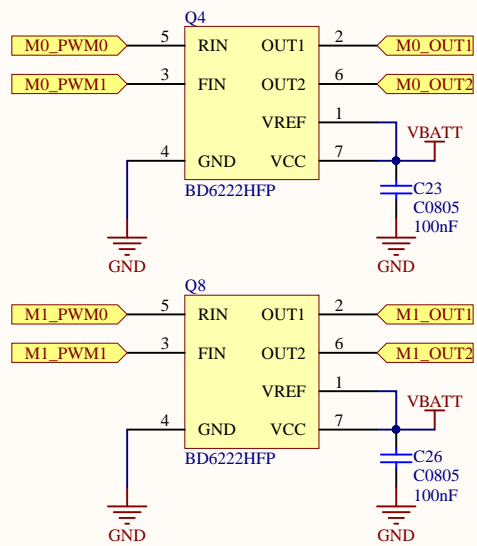 Q4
M0_PWM0 5 RIN OUT1 2 M0_OUT1
M0_PWM1 3 FIN OUT2 6 M0_OUT2
VREF 1
VBATT
4 GND VCC 7
BD6222HFP
C23
C0805
100nF
GND GND
Q8
M1_PWM0 5 RIN OUT1 2 M1_OUT1
M1_PWM1 3 FIN OUT2 6 M1_OUT2
VREF 1
VBATT
4 GND VCC 7
BD6222HFP
C26
C0805
100nF
GND GND